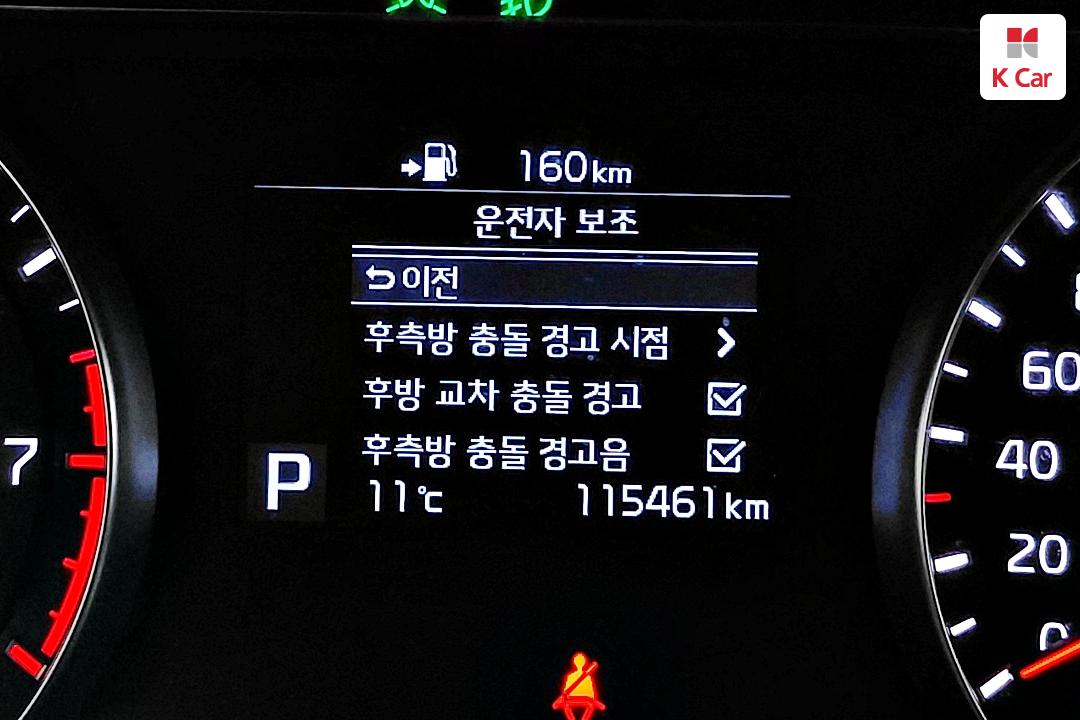 K Car
160km
운전자 보조
이전
후측방 충돌 경고 시점
후방 교차 충돌 경고
후측방 충돌 경고음
P
11℃ 115461km
7
60
40
20
0